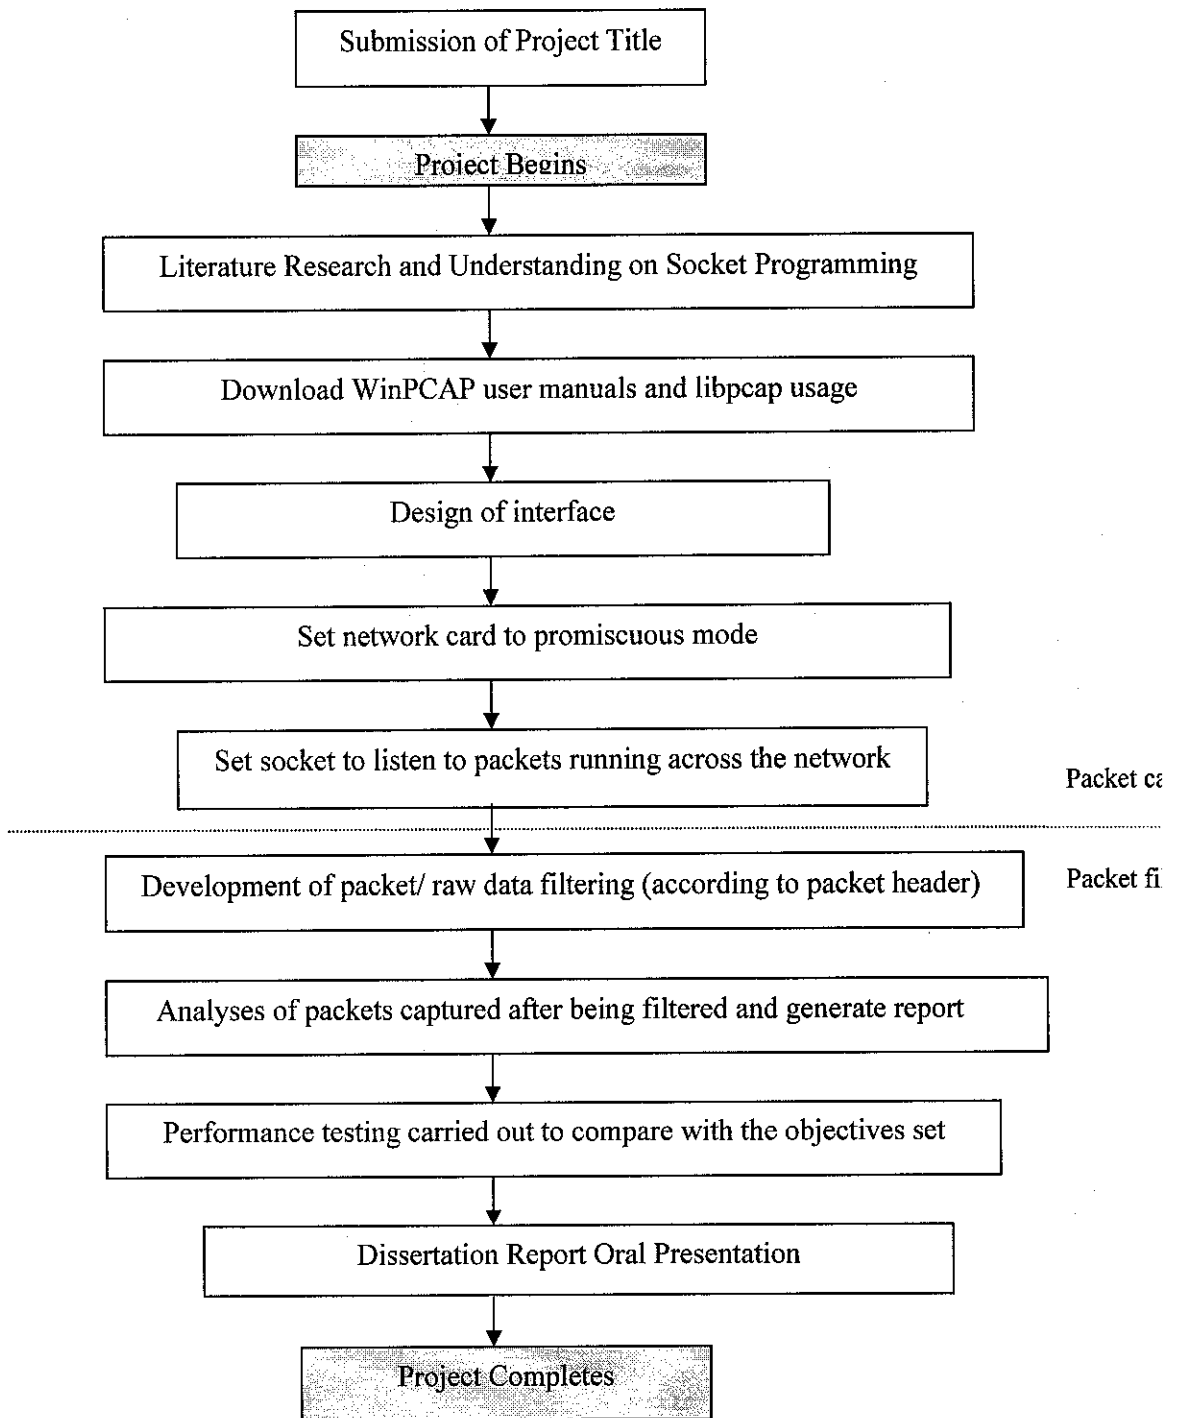 Submission of Project Title
Project Begins
Literature Research and Understanding on Socket Programming
Download WinPCAP user manuals and libpcap usage
Design of interface
Set network card to promiscuous mode
Set socket to listen to packets running across the network
Packet
Development of packet/ raw data filtering (according to packet header)
Packet
Analyses of packets captured after being filtered and generate report
Performance testing carried out to compare with the objectives set
Dissertation Report Oral Presentation
Project Completes